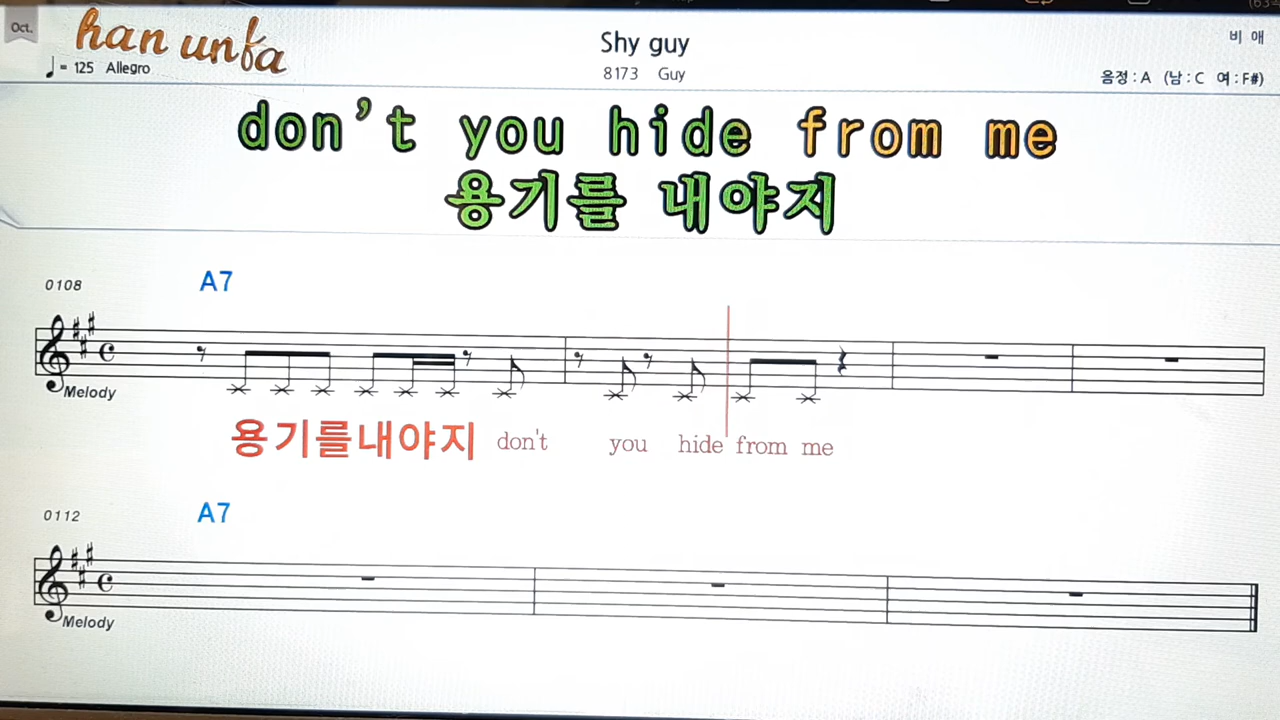 Oct.
han unfa
Shy guy
비 애
♩= 125 Allegro
8173 Guy
음정 : A (남 : C 여 : F#)
don't you hide from me
용기를 내야지
0108 A7
Melody
용기를내야지 don't you hide from me
0112 A7
Melody